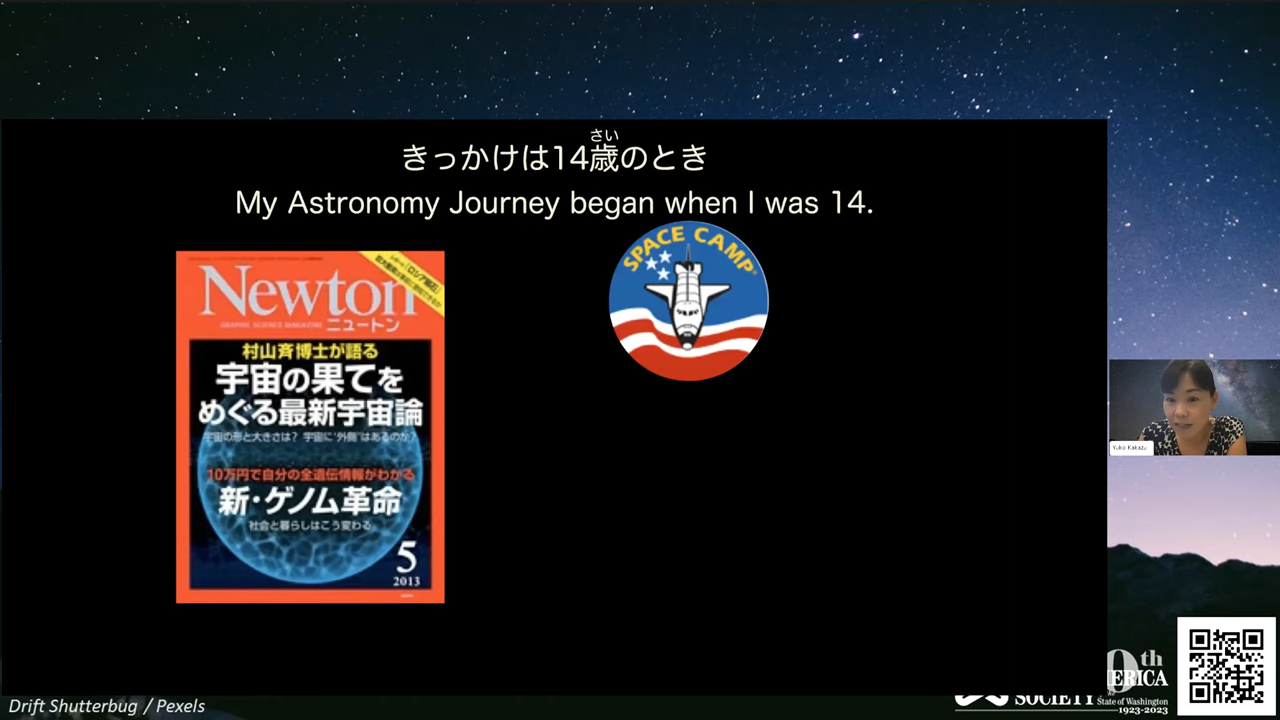 さい
きっかけは14歳のとき
My Astronomy Journey began when I was 14.
SPACE CAMP
Newton
GRAPHIC SCIENCE MAGAZINE ニュートン
村山斉博士が語る
宇宙の果てを
めぐる最新宇宙論
宇宙の形と大きさは? 宇宙に"外側"はあるのか?
10万円で自分の全遺伝情報がわかる
新・ゲノム革命
社会と暮らしはこう変わる
5
2013
Yuko Kakazu
th
ERICA
SOCIETY
State of Washington
1923-2023
Drift Shutterbug / Pexels